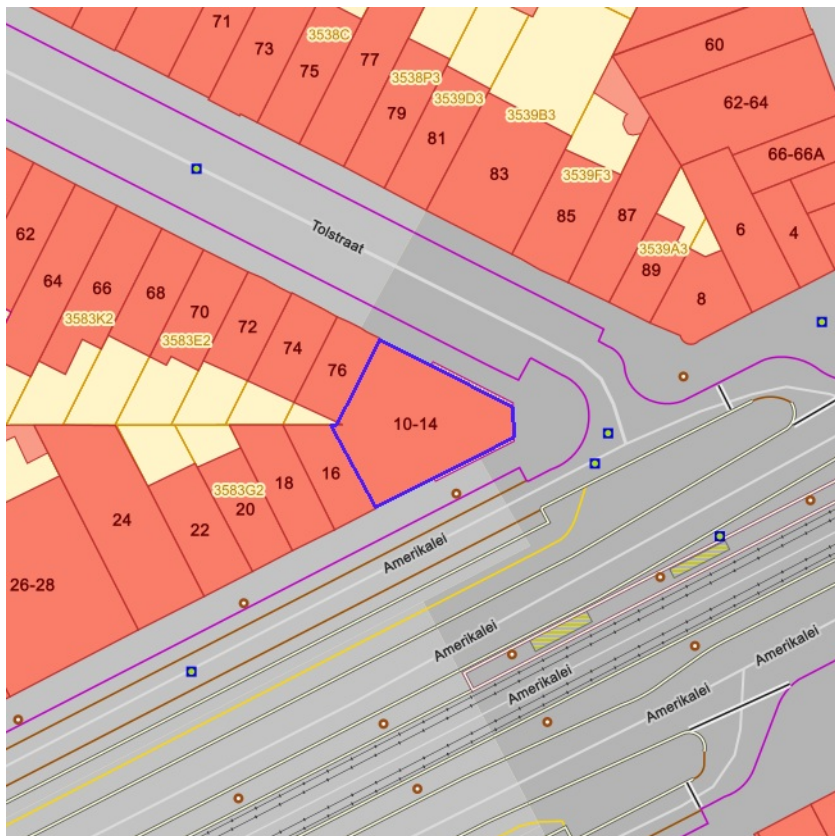 71
73
3538C
75
77
3538P3
79
3539D3
81
3539B3
83
3539F3
85
87
3539A3
89
8
6
4
60
62-64
66-66A
Tolstraat
62
64
66
3583K2
68
70
3583E2
72
74
76
10-14
16
18
3583G2
20
22
24
26-28
Amerikalei
Amerikalei
Amerikalei
Amerikalei
Amerikalei